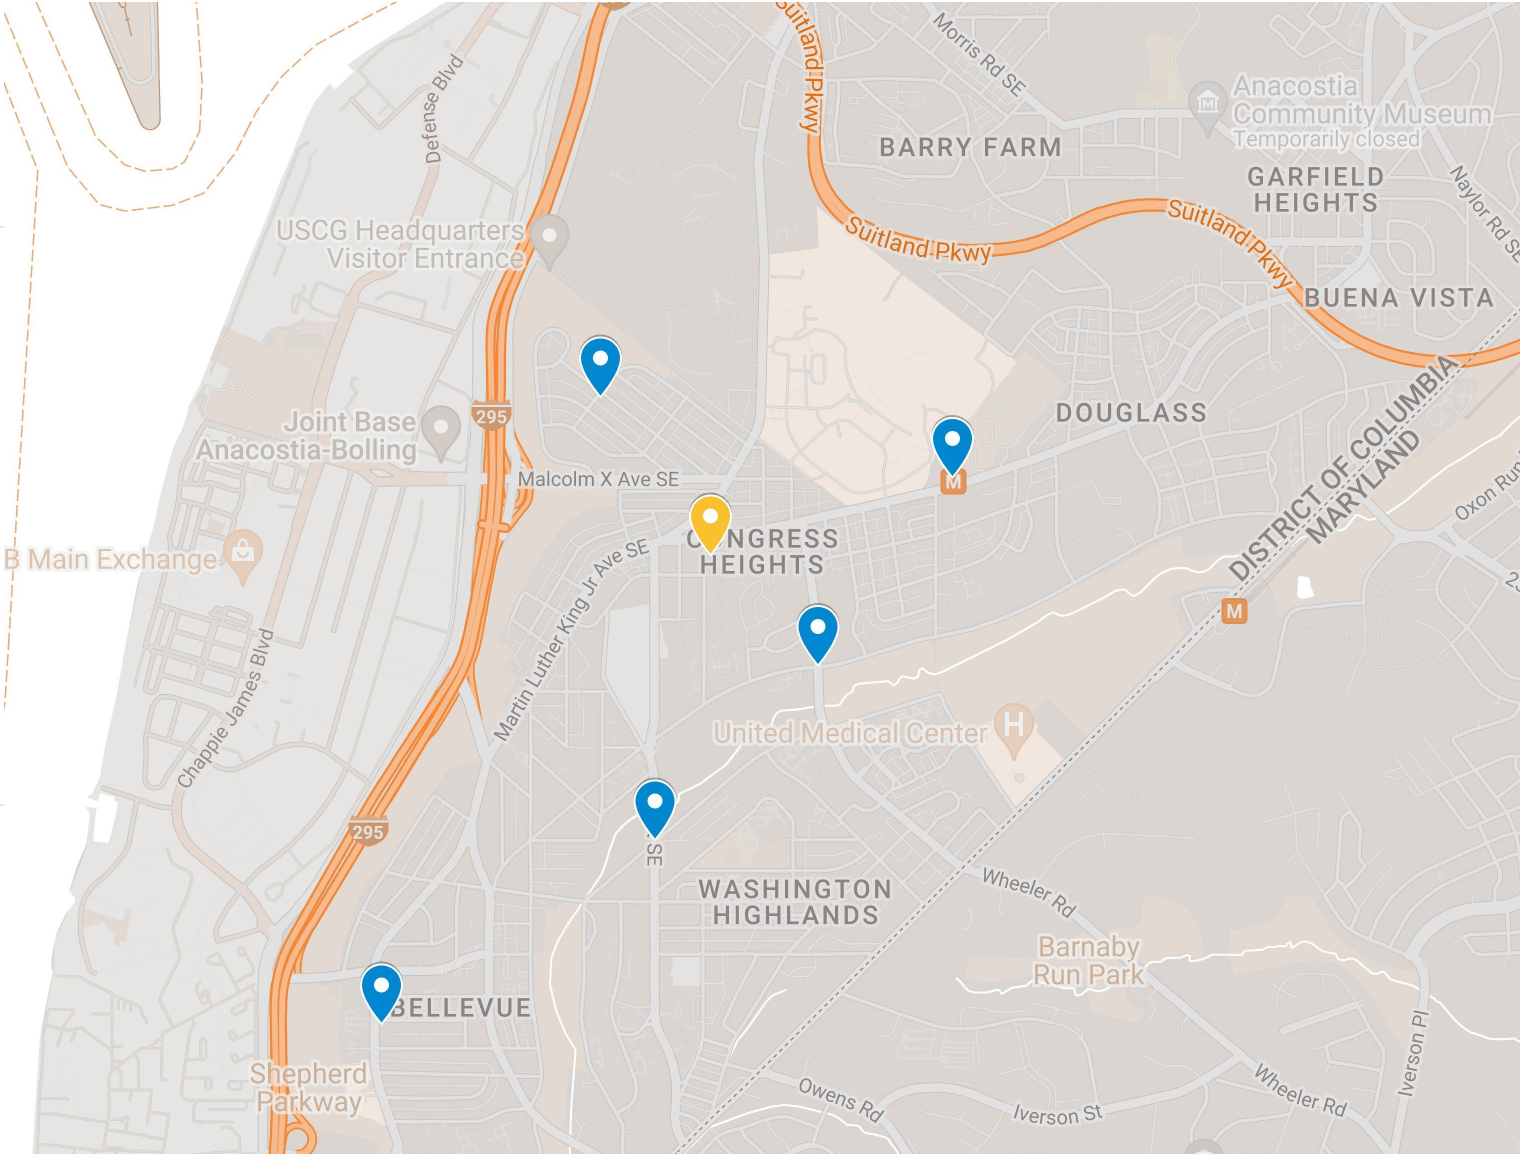 Suitland Pkwy
Morris Rd SE
Defense Blvd
Anacostia
Community Museum
Temporarily closed
BARRY FARM
GARFIELD
HEIGHTS
Naylor Rd SE
USCG Headquarters
Visitor Entrance
Suitland Pkwy
Suitland Pkwy
BUENA VISTA
295
Joint Base
Anacostia-Bolling
DOUGLASS
DISTRICT OF COLUMBIA
MARYLAND
Malcolm X Ave SE
M
Oxon Run
CONGRESS
HEIGHTS
B Main Exchange
Martin Luther King Jr Ave SE
M
Chappie James Blvd
United Medical Center
H
295
SE
WASHINGTON
HIGHLANDS
Wheeler Rd
Barnaby
Run Park
BELLEVUE
Shepherd
Parkway
Owens Rd
Iverson St
Wheeler Rd
Iverson Pl